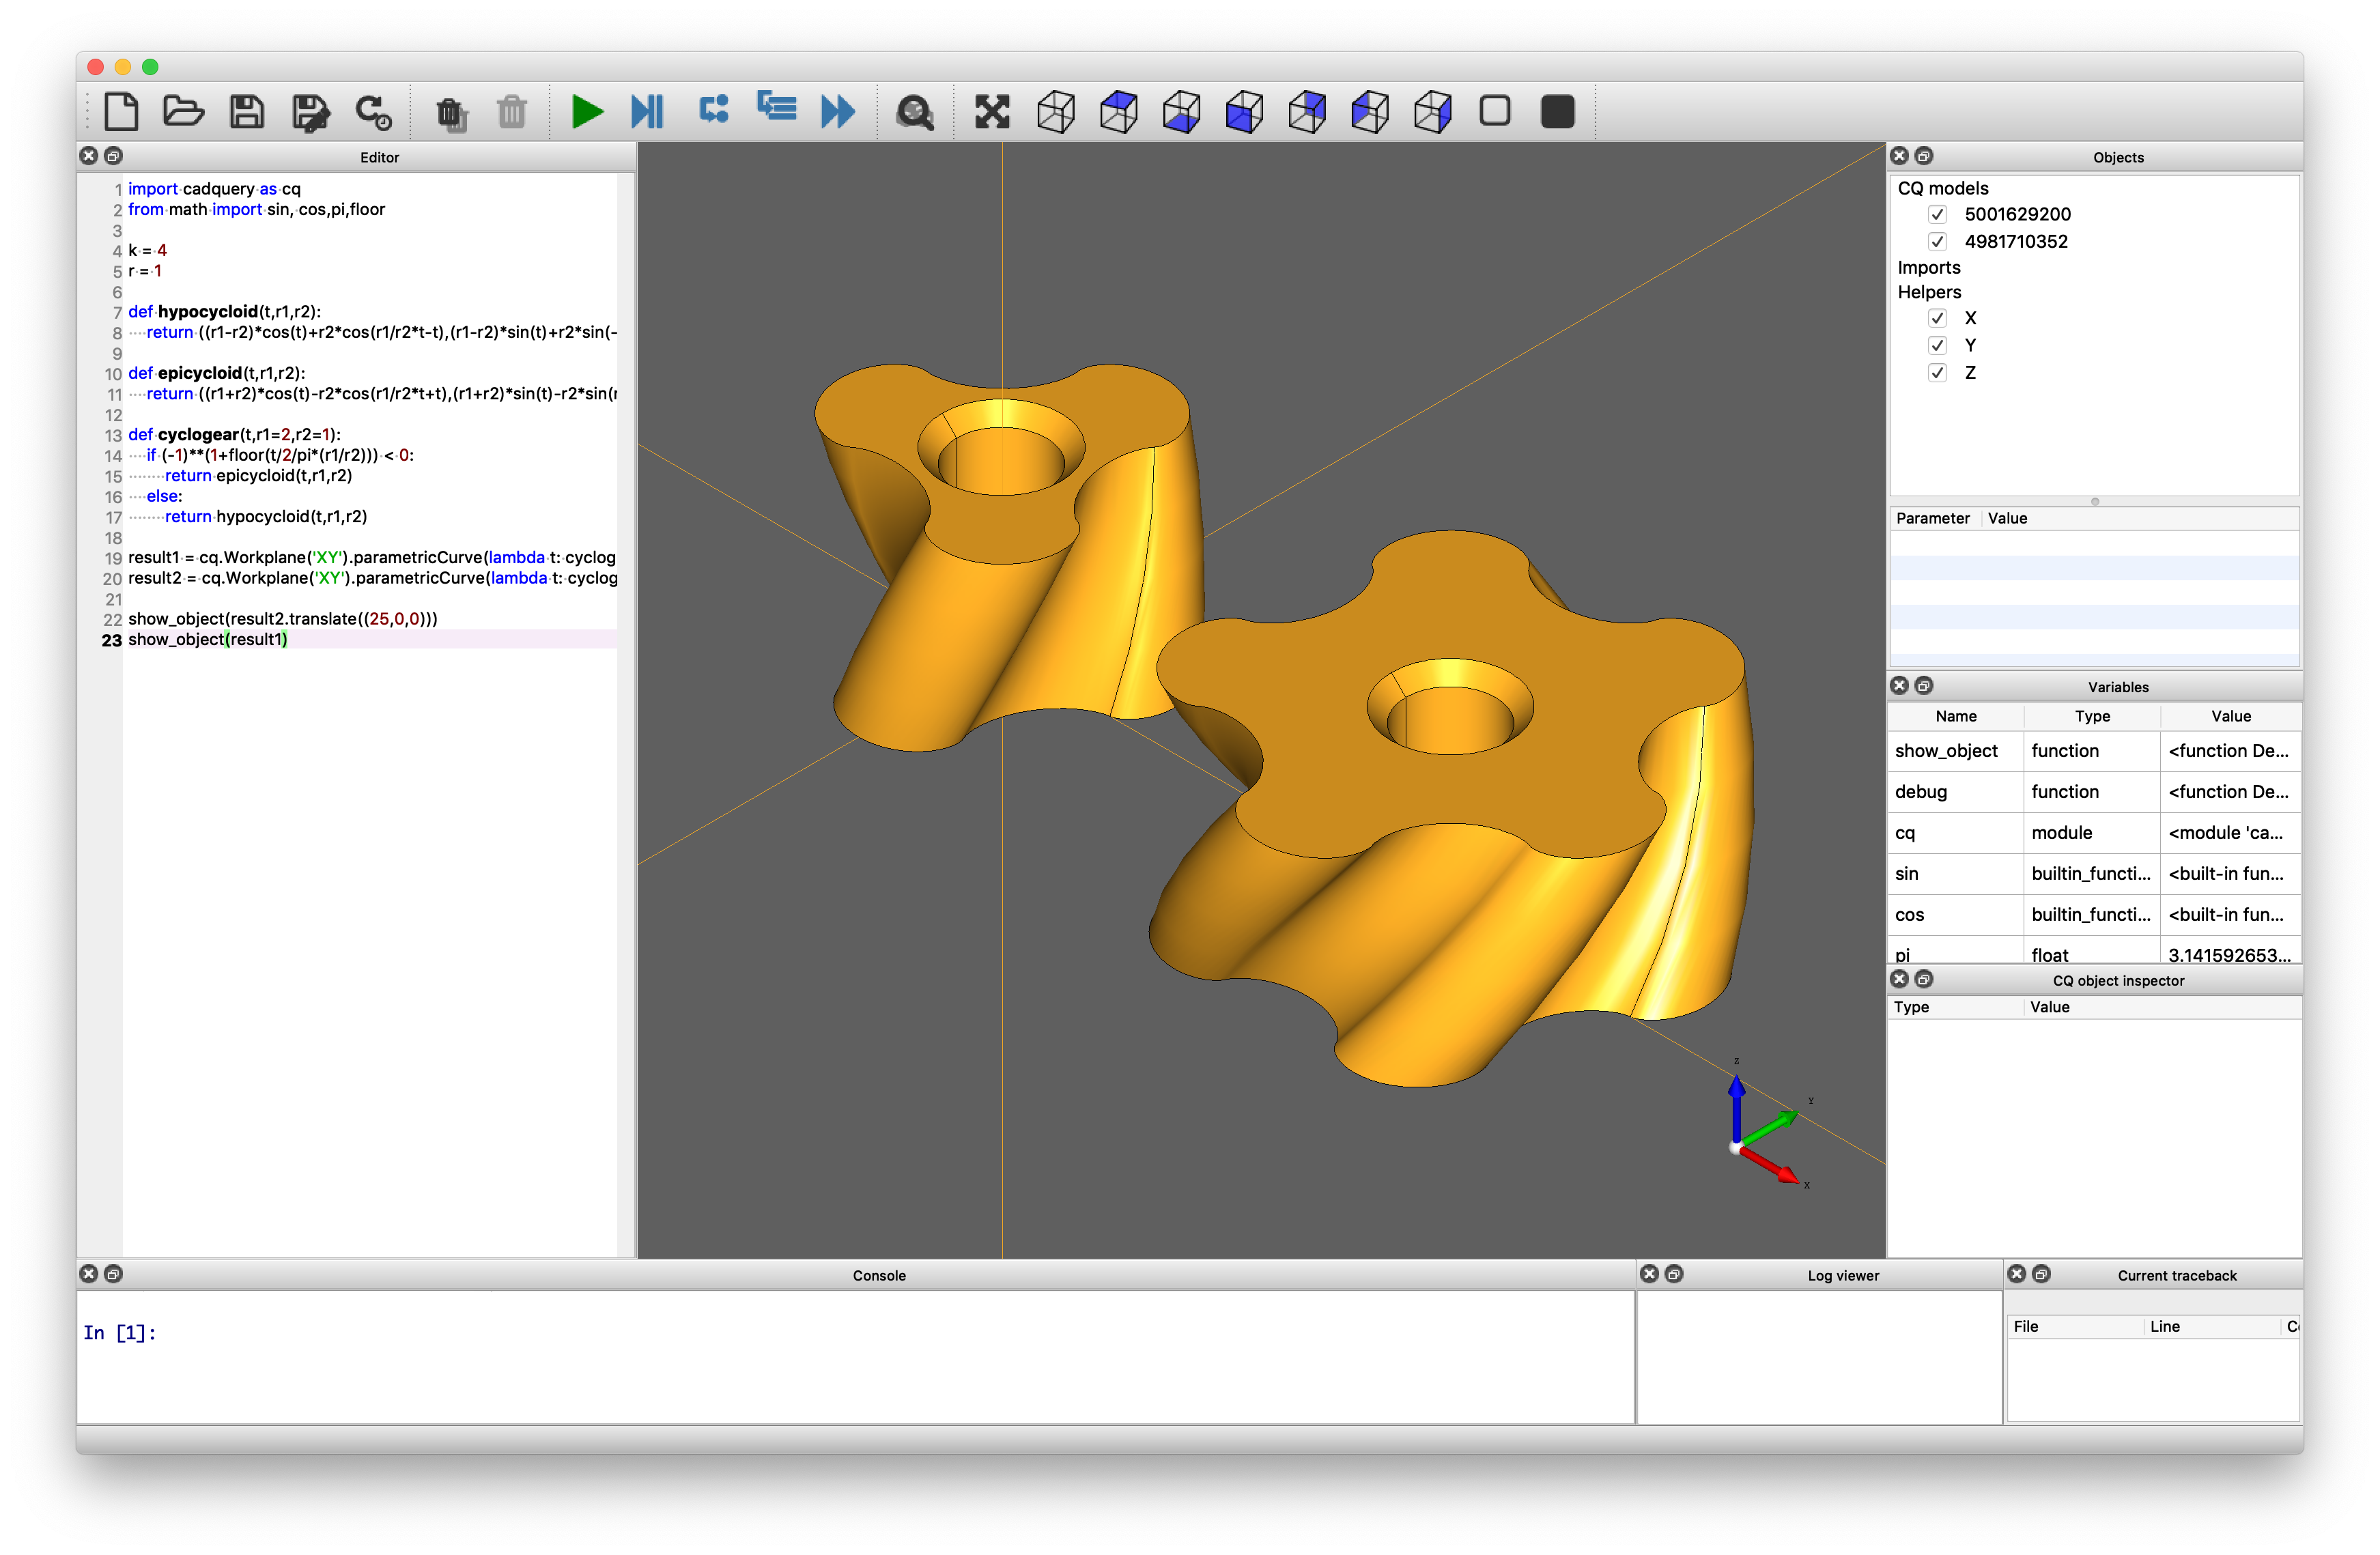 Editor
1 import cadquery as cq
2 from math import sin, cos,pi,floor
3
4 k = 4
5 r = 1
6
7 def hypocycloid(t,r1,r2):
8 return ((r1-r2)*cos(t)+r2*cos(r1/r2*t-t),(r1-r2)*sin(t)+r2*sin(-
9
10 def epicycloid(t,r1,r2):
11 return ((r1+r2)*cos(t)-r2*cos(r1/r2*t+t),(r1+r2)*sin(t)-r2*sin(r
12
13 def cyclogear(t,r1=2,r2=1):
14 if (-1)**(1+floor(t/2/pi*(r1/r2))) < 0:
15 return epicycloid(t,r1,r2)
16 else:
17 return hypocycloid(t,r1,r2)
18
19 result1 = cq.Workplane('XY').parametricCurve(lambda t: cyclog
20 result2 = cq.Workplane('XY').parametricCurve(lambda t: cyclog
21
22 show_object(result2.translate((25,0,0)))
23 show_object(result1)
Z
Y
X
Objects
CQ models
5001629200
4981710352
Imports
Helpers
X
Y
Z
Parameter Value
Variables
Name Type Value
show_object function <function De...
debug function <function De...
cq module <module 'ca...
sin builtin_functi... <built-in fun...
cos builtin_functi... <built-in fun...
pi float 3.141592653...
CQ object inspector
Type Value
Console
In [1]:
Log viewer
Current traceback
File Line